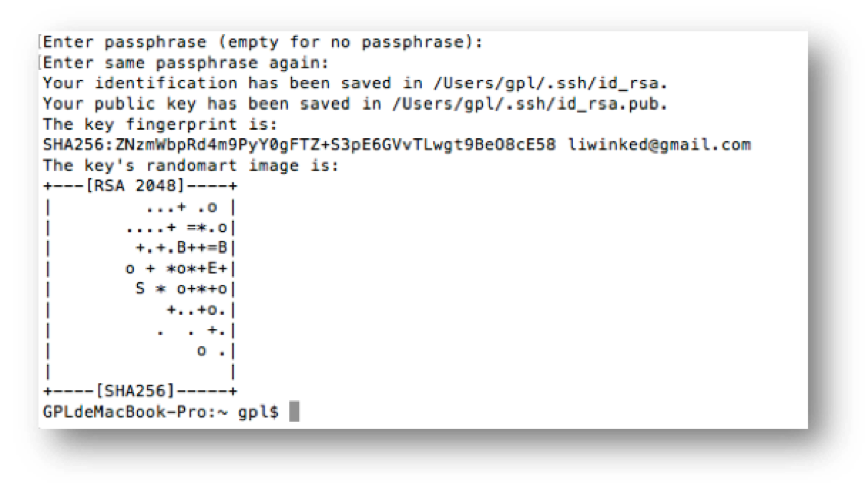 [Enter passphrase (empty for no passphrase):
[Enter same passphrase again:
Your identification has been saved in /Users/gpl/.ssh/id_rsa.
Your public key has been saved in /Users/gpl/.ssh/id_rsa.pub.
The key fingerprint is:
SHA256:ZNzmWbpRd4m9PyY0gFTZ+S3pE6GVvTLwgt9BeO8cE58 liwinked@gmail.com
The key's randomart image is:
+---[RSA 2048]----+
|         ...+ .o |
|       ....+ =*.o|
|        +.+.B++=B|
|       o + *o*+E+|
|        S * o+*+o|
|           +..+o.|
|          .  . +.|
|              o .|
|                 |
+----[SHA256]-----+
GPLdeMacBook-Pro:~ gpl$